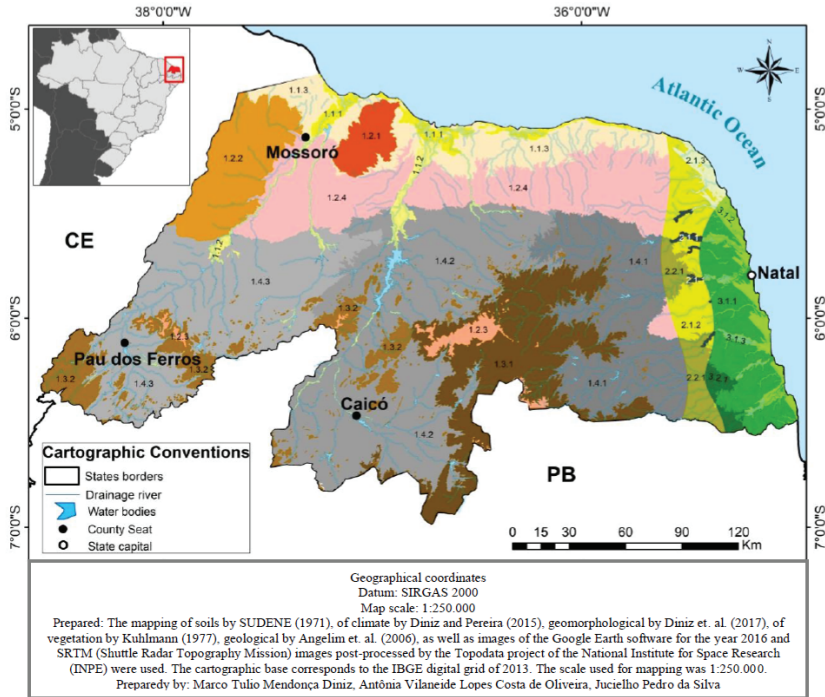 38°0'0"W
36°0'0"W
5°0'0"S
5°0'0"S
6°0'0"S
6°0'0"S
7°0'0"S
7°0'0"S
N
W
E
S
Atlantic Ocean
1.1.3
1.1.1
1.2.1
1.1.1
1.1.3
1.2.2
Mossoró
1.1.2
1.2.4
1.2.4
2.1.3
3.1.2
CE
1.1.2
1.4.2
1.4.1
1.4.3
2.2.1
Natal
3.1.1
1.3.2
1.2.3
2.1.2
3.1.3
1.2.3
Pau dos Ferros
1.3.2
1.3.2
1.3.2
1.3.1
1.4.3
1.4.1
2.2.1
3.2.1
Caicó
1.4.2
PB
Cartographic Conventions
States borders
Drainage river
Water bodies
County Seat
State capital
0 15 30 60 90 120
Km
Geographical coordinates
Datum: SIRGAS 2000
Map scale: 1:250.000
Prepared: The mapping of soils by SUDENE (1971), of climate by Diniz and Pereira (2015), geomorphological by Diniz et. al. (2017), of
vegetation by Kuhlmann (1977), geological by Angelim et. al. (2006), as well as images of the Google Earth software for the year 2016 and
SRTM (Shuttle Radar Topography Mission) images post-processed by the Topodata project of the National Institute for Space Research
(INPE) were used. The cartographic base corresponds to the IBGE digital grid of 2013. The scale used for mapping was 1:250.000.
Preparedy by: Marco Tulio Mendonça Diniz, Antônia Vilaneide Lopes Costa de Oliveira, Jucielho Pedro da Silva